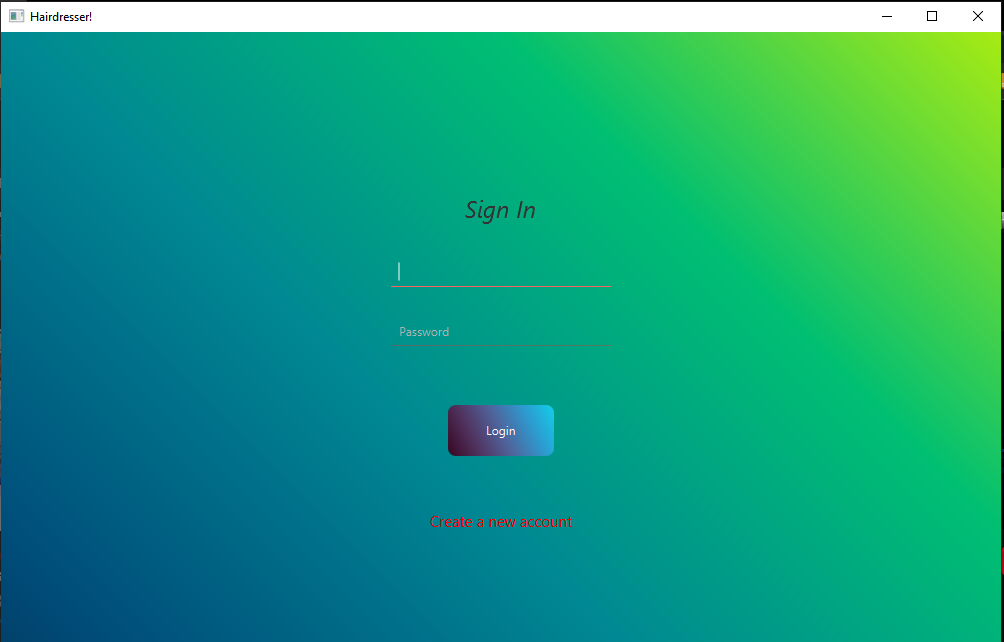 Hairdresser!
Sign In
Password
Login
Create a new account